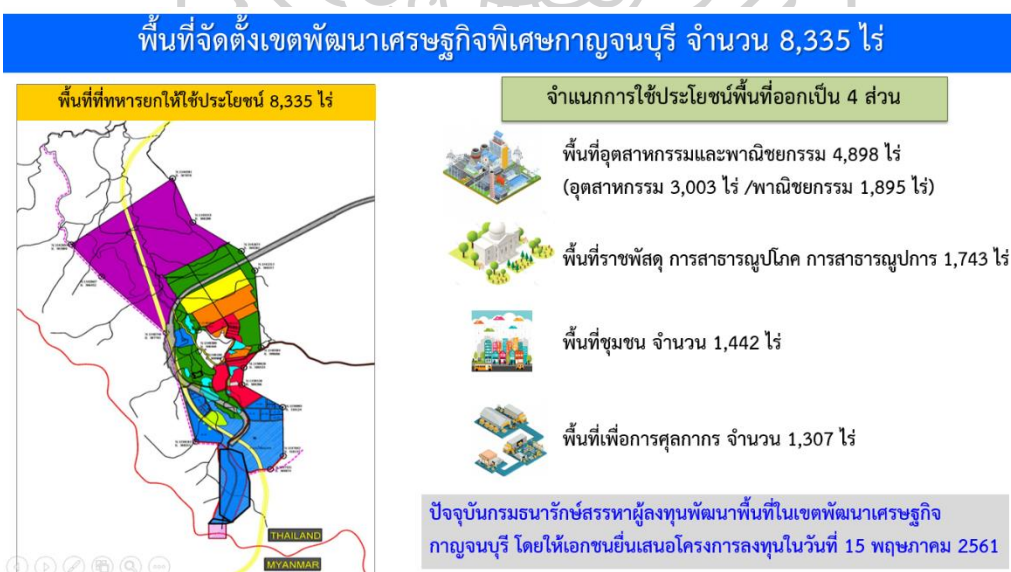 พื้นที่จัดตั้งเขตพัฒนาเศรษฐกิจพิเศษกาญจนบุรี จำนวน 8,335 ไร่
พื้นที่ที่ทหารยกให้ใช้ประโยชน์ 8,335 ไร่
THAILAND
MYANMAR
จำแนกการใช้ประโยชน์พื้นที่ออกเป็น 4 ส่วน
พื้นที่อุตสาหกรรมและพาณิชยกรรม 4,898 ไร่
(อุตสาหกรรม 3,003 ไร่ /พาณิชยกรรม 1,895 ไร่)
พื้นที่ราชพัสดุ การสาธารณูปโภค การสาธารณูปการ 1,743 ไร่
พื้นที่ชุมชน จำนวน 1,442 ไร่
พื้นที่เพื่อการศุลกากร จำนวน 1,307 ไร่
ปัจจุบันกรมธนารักษ์สรรหาผู้ลงทุนพัฒนาพื้นที่ในเขตพัฒนาเศรษฐกิจ
กาญจนบุรี โดยให้เอกชนยื่นเสนอโครงการลงทุนในวันที่ 15 พฤษภาคม 2561